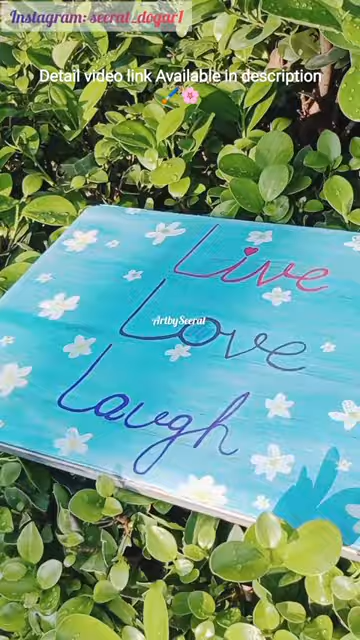 Instagram: seerat_dogar1
Detail video link Available in description
🖌️🌸
Live
Love
ArtbySeerat
Laugh